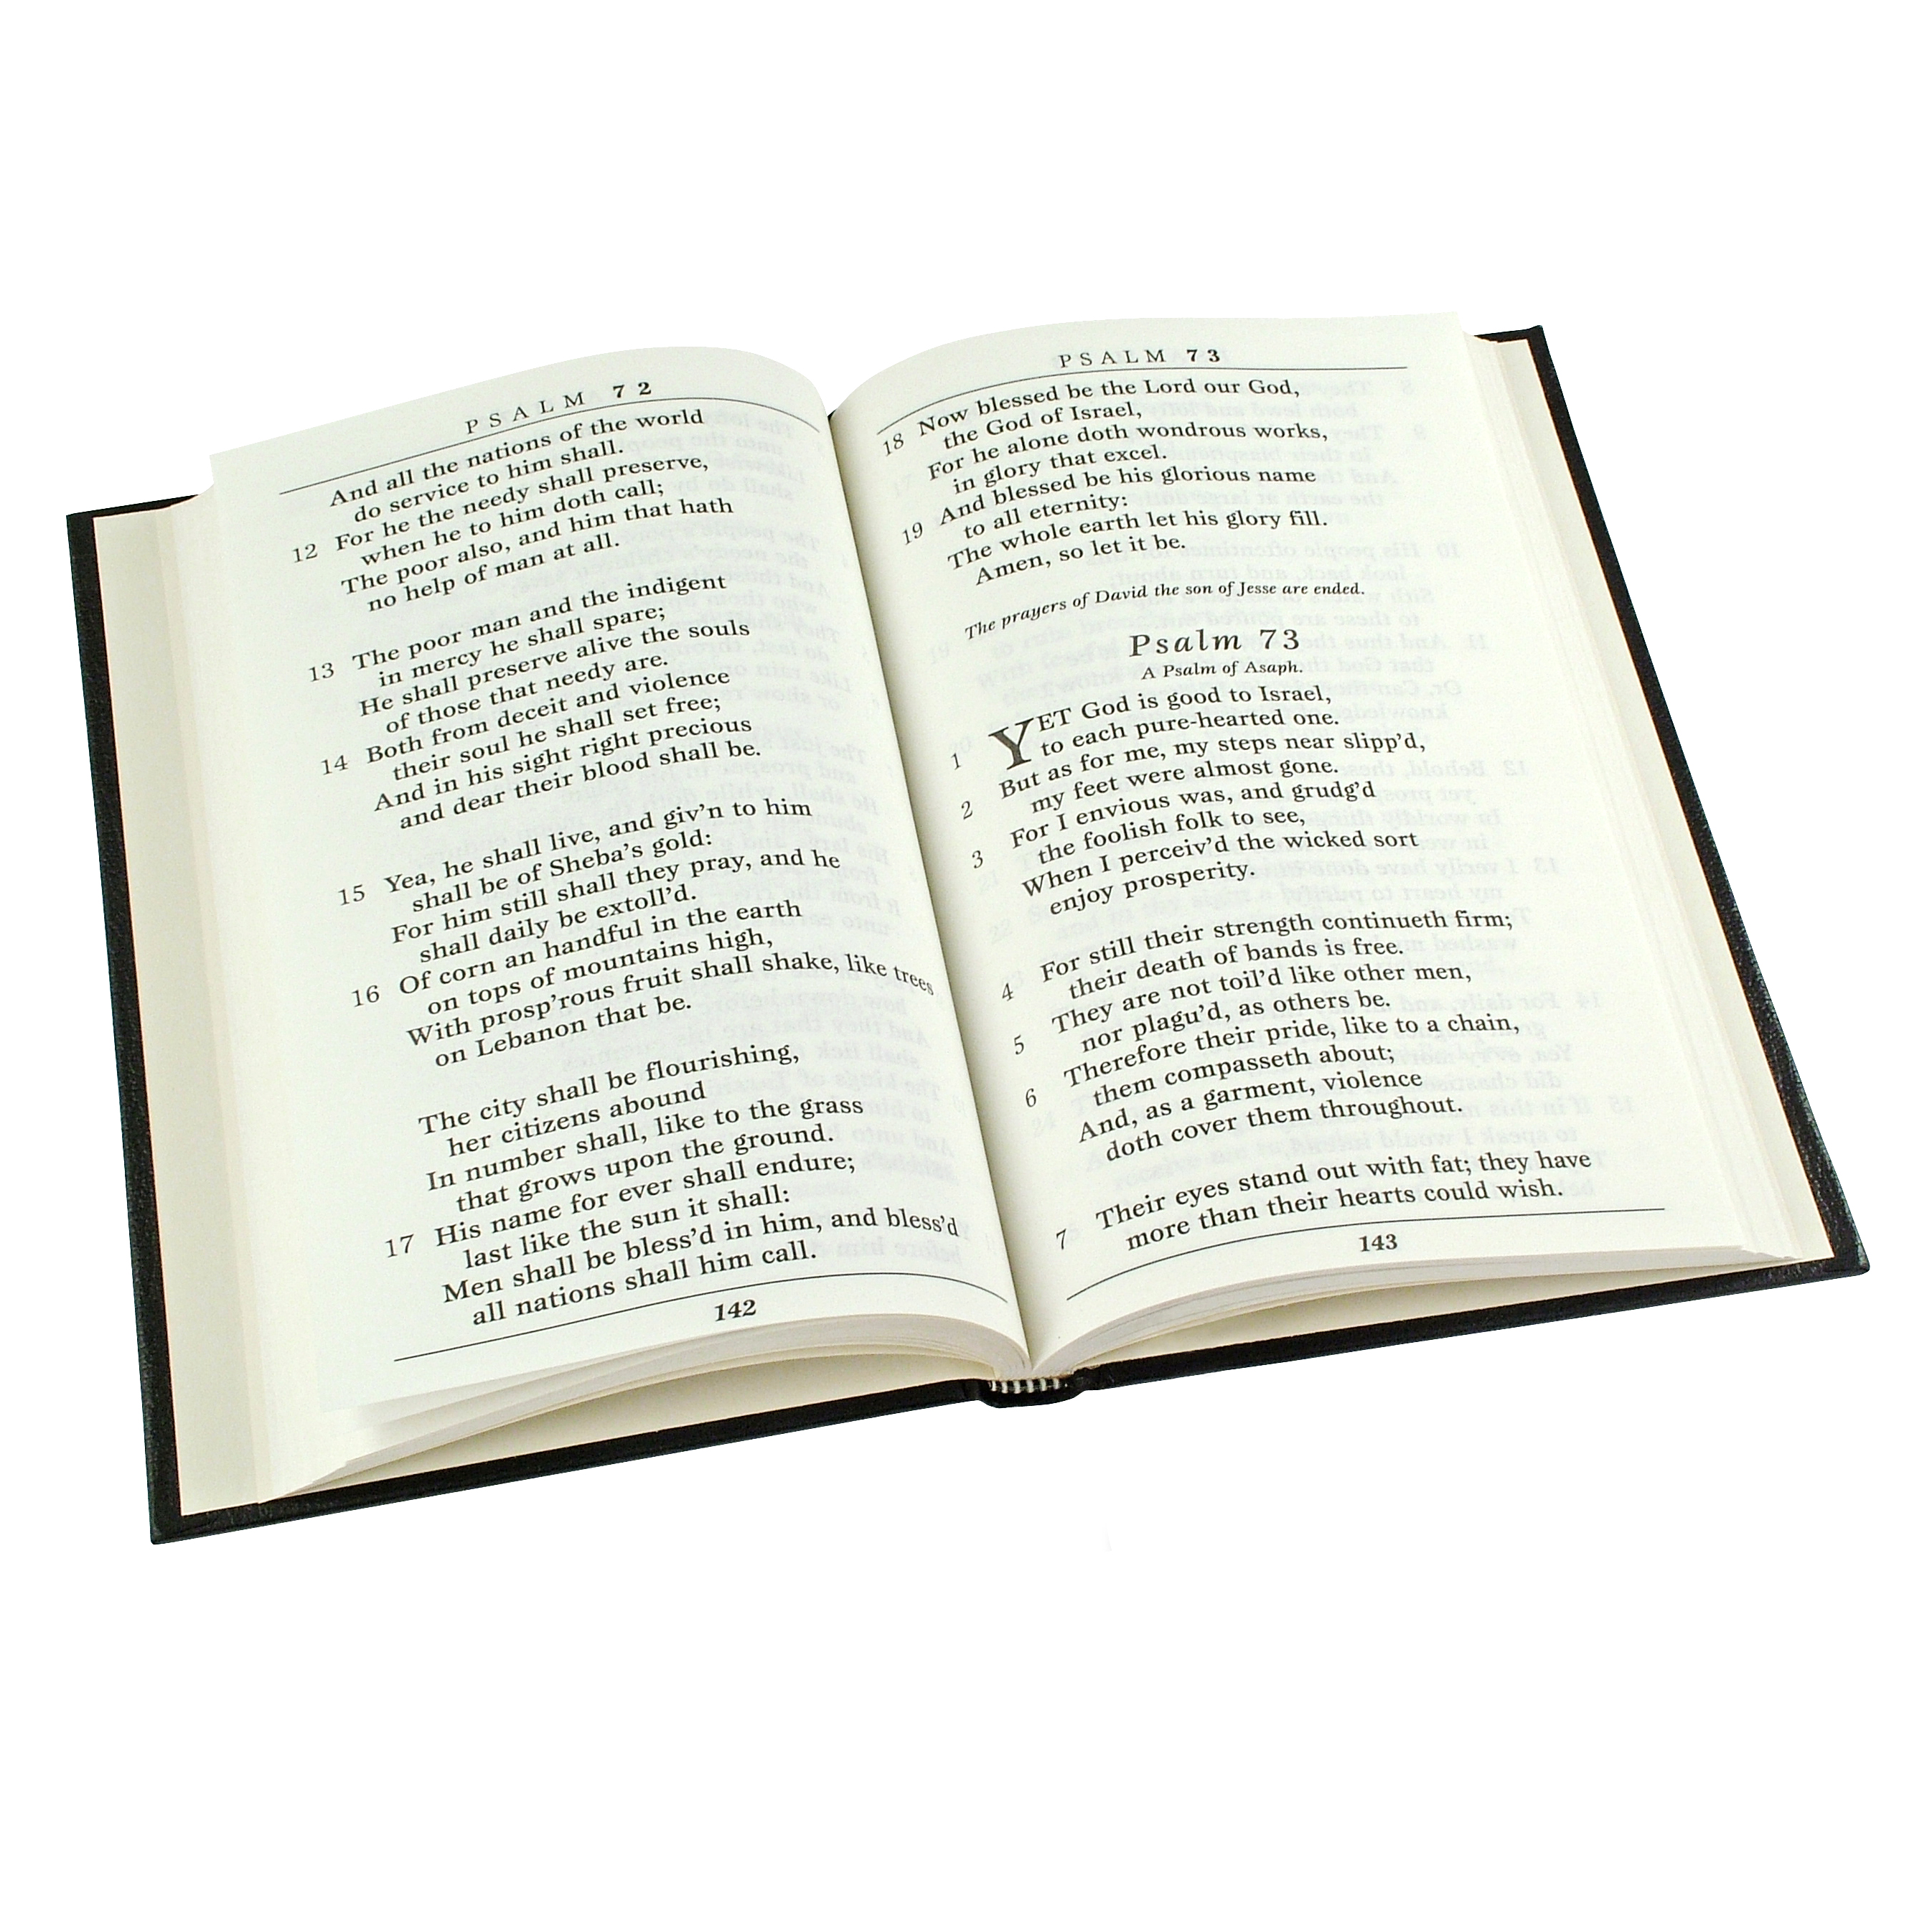 PSALM 72
And all the nations of the world
do service to him shall.
12 For he the needy shall preserve,
when he to him doth call;
The poor also, and him that hath
no help of man at all.
13 The poor man and the indigent
in mercy he shall spare;
He shall preserve alive the souls
of those that needy are.
14 Both from deceit and violence
their soul he shall set free;
And in his sight right precious
and dear their blood shall be.
15 Yea, he shall live, and giv'n to him
shall be of Sheba's gold:
For him still shall they pray, and he
shall daily be extoll'd.
16 Of corn an handful in the earth
on tops of mountains high,
With prosp'rous fruit shall shake, like trees
on Lebanon that be.
The city shall be flourishing,
her citizens abound
In number shall, like to the grass
that grows upon the ground.
17 His name for ever shall endure;
last like the sun it shall:
Men shall be bless'd in him, and bless'd
all nations shall him call.
142
PSALM 73
18 Now blessed be the Lord our God,
the God of Israel,
For he alone doth wondrous works,
in glory that excel.
19 And blessed be his glorious name
to all eternity:
The whole earth let his glory fill.
Amen, so let it be.
The prayers of David the son of Jesse are ended.
Psalm 73
A Psalm of Asaph.
1 YET God is good to Israel,
to each pure-hearted one.
2 But as for me, my steps near slipp'd,
my feet were almost gone.
3 For I envious was, and grudg'd
the foolish folk to see,
When I perceiv'd the wicked sort
enjoy prosperity.
4 For still their strength continueth firm;
their death of bands is free.
5 They are not toil'd like other men,
nor plagu'd, as others be.
6 Therefore their pride, like to a chain,
them compasseth about;
And, as a garment, violence
doth cover them throughout.
7 Their eyes stand out with fat; they have
more than their hearts could wish.
143